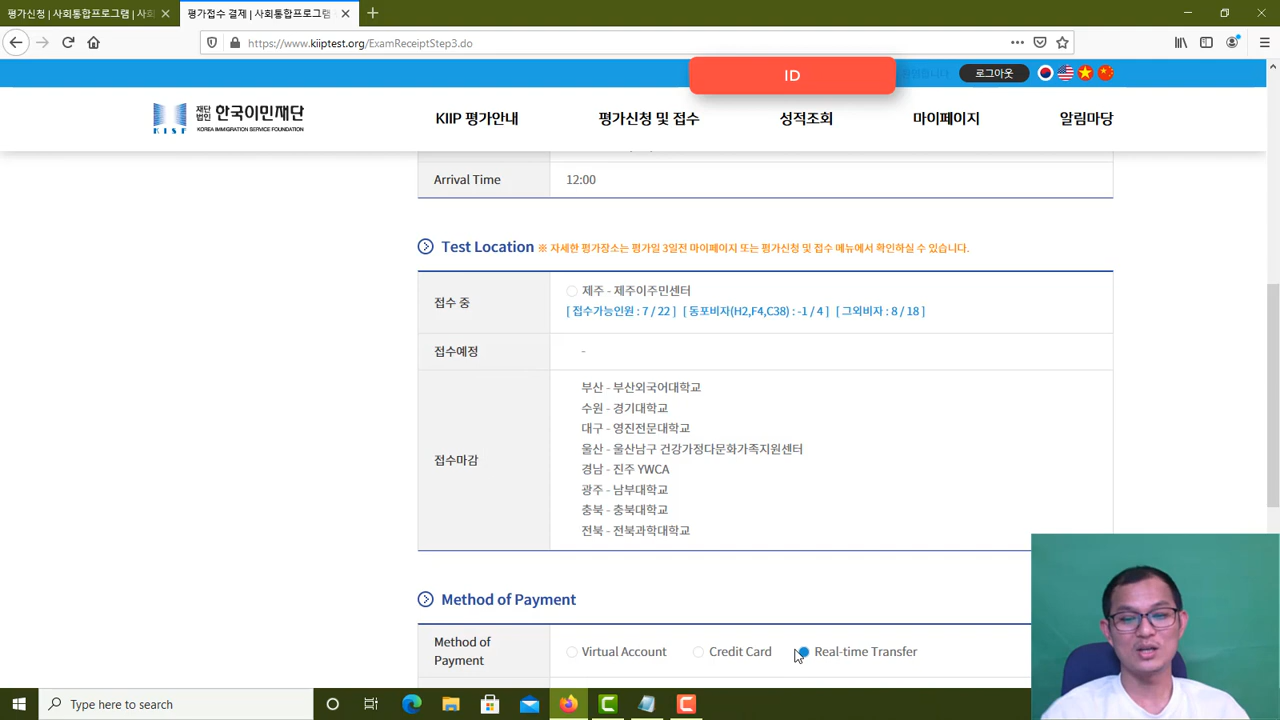 평가신청 | 사회통합프로그램 | 사회
평가접수 결제 | 사회통합프로그램
https://www.kiiptest.org/ExamReceiptStep3.do
ID
로그아웃
재단법인 한국이민재단
KISF KOREA IMMIGRATION SERVICE FOUNDATION
KIIP 평가안내
평가신청 및 접수
성적조회
마이페이지
알림마당
Arrival Time
12:00
Test Location ※ 자세한 평가장소는 평가일 3일전 마이페이지 또는 평가신청 및 접수 메뉴에서 확인하실 수 있습니다.
접수 중
제주 - 제주이주민센터
[ 접수가능인원 : 7 / 22 ] [ 동포비자(H2,F4,C38) : -1 / 4 ] [ 그외비자 : 8 / 18 ]
접수예정
-
접수마감
부산 - 부산외국어대학교
수원 - 경기대학교
대구 - 영진전문대학교
울산 - 울산남구 건강가정다문화가족지원센터
경남 - 진주 YWCA
광주 - 남부대학교
충북 - 충북대학교
전북 - 전북과학대학교
Method of Payment
Method of
Payment
Virtual Account
Credit Card
Real-time Transfer
Type here to search